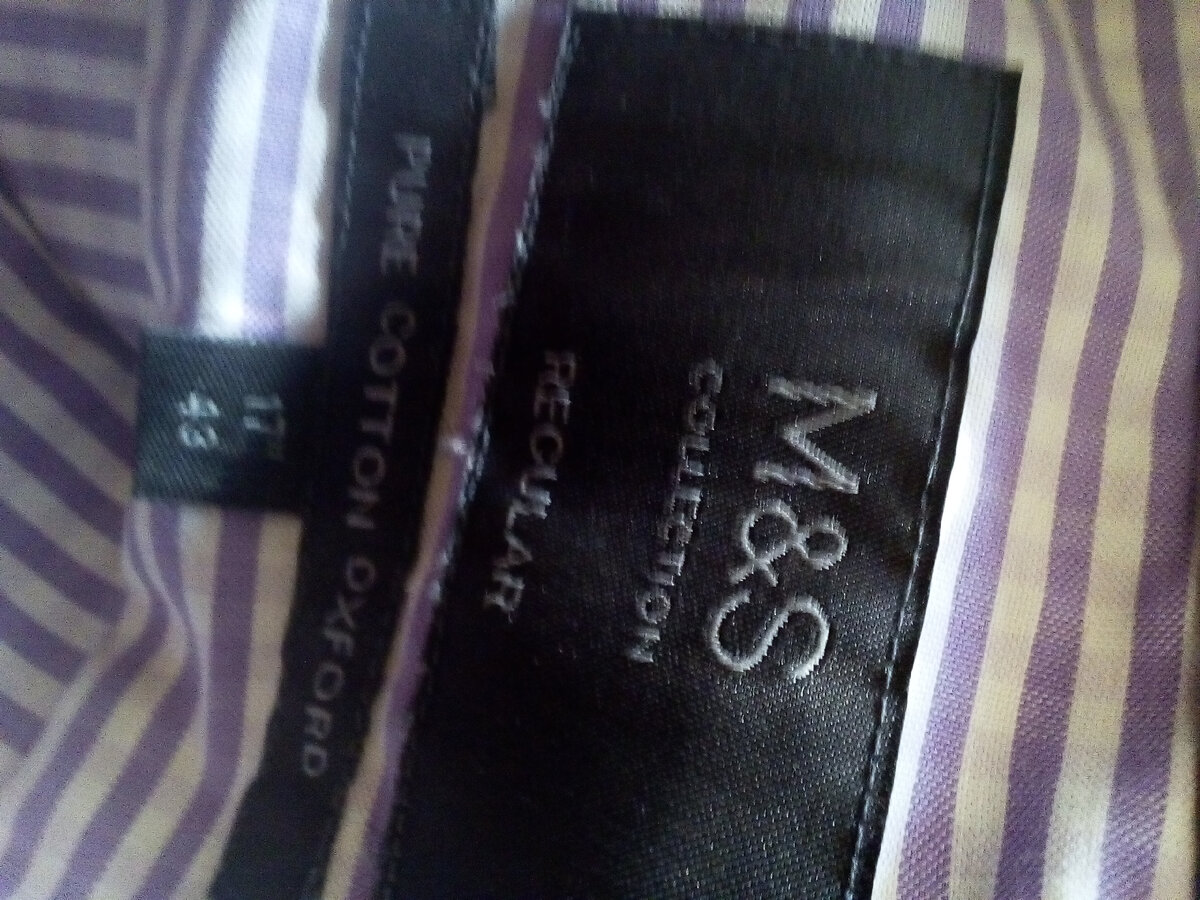 M&S
COLLECTION
REGULAR
PURE COTTON OXFORD
17"
43